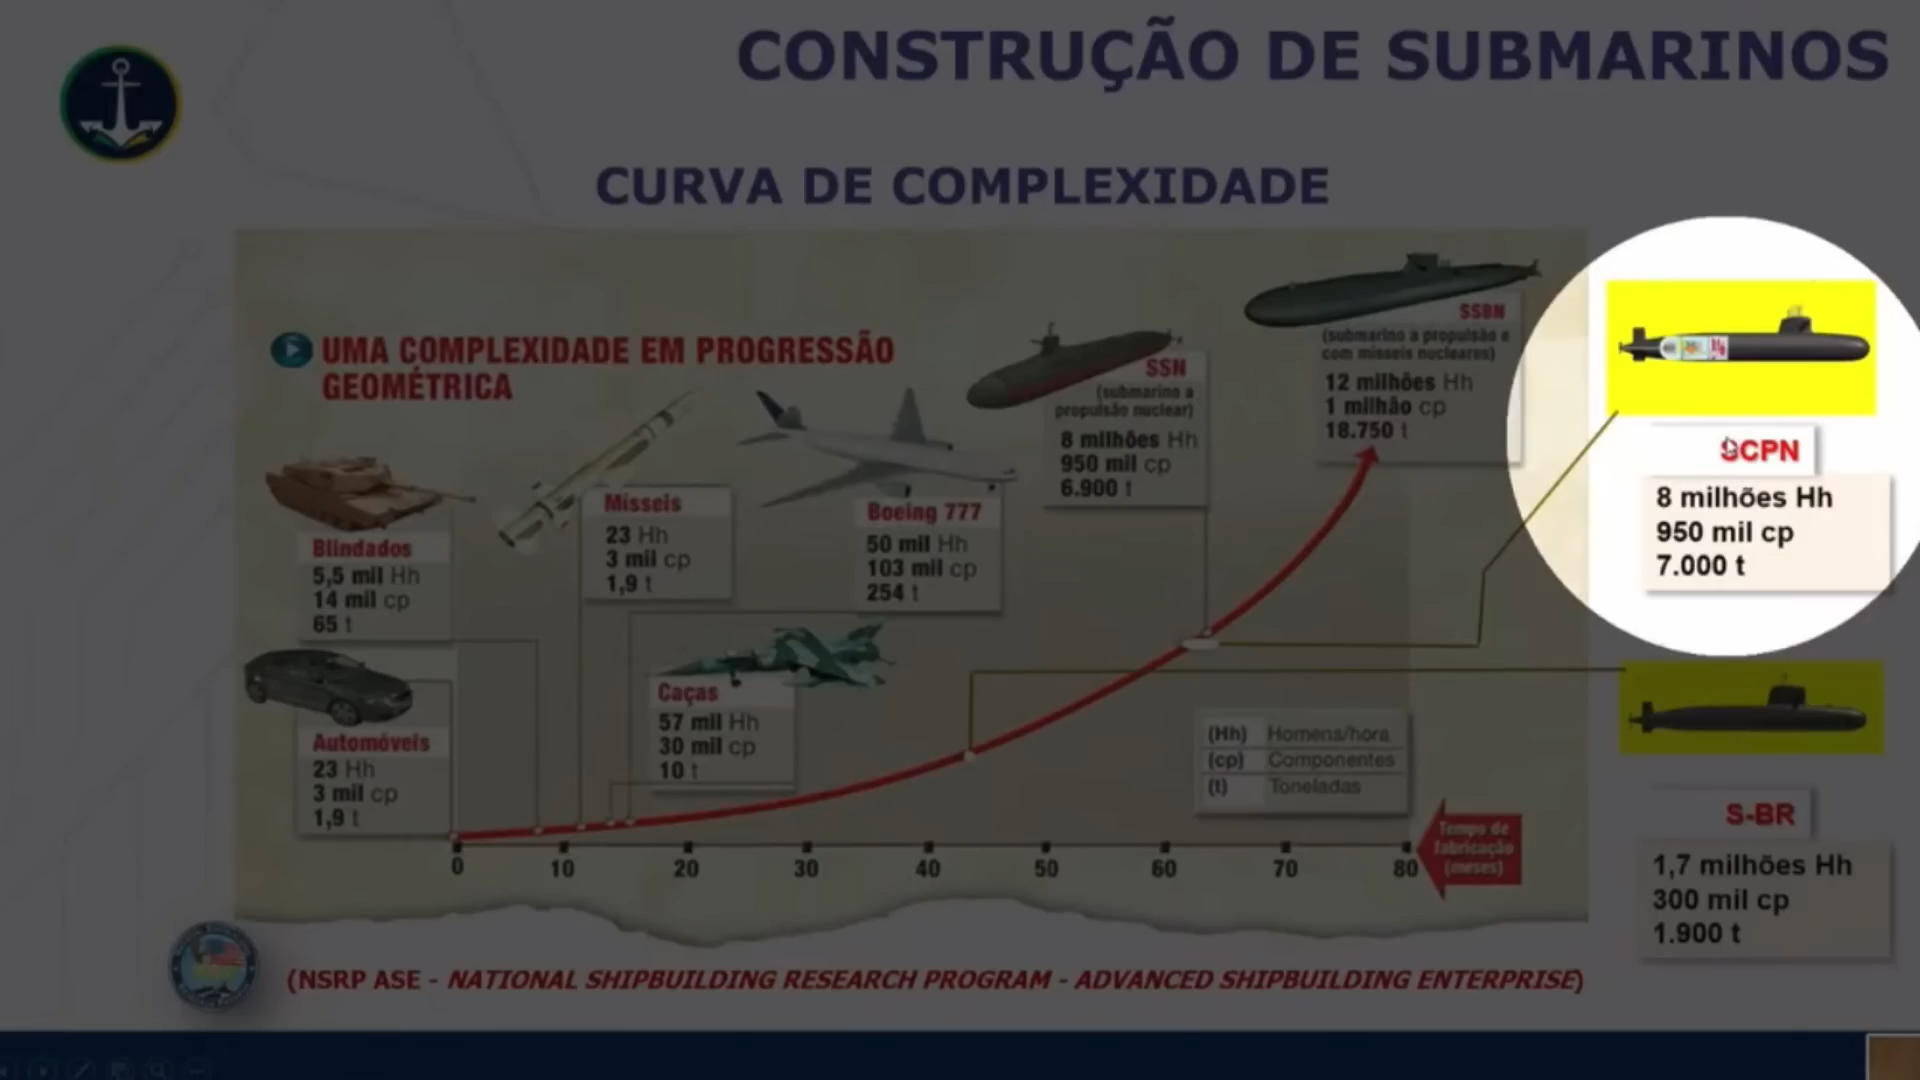 CONSTRUÇÃO DE SUBMARINOS
CURVA DE COMPLEXIDADE
UMA COMPLEXIDADE EM PROGRESSÃO
GEOMÉTRICA
SSBN
(submarino a propulsão e
com mísseis nucleares)
12 milhões Hh
1 milhão cp
18.750 t
SSN
(submarino a
propulsão nuclear)
8 milhões Hh
950 mil cp
6.900 t
SCPN
8 milhões Hh
950 mil cp
7.000 t
Mísseis
23 Hh
3 mil cp
1,9 t
Boeing 777
50 mil Hh
103 mil cp
254 t
Blindados
5,5 mil Hh
14 mil cp
65 t
Caças
57 mil Hh
30 mil cp
10 t
Automóveis
23 Hh
3 mil cp
1,9 t
(Hh) Homens/hora
(cp) Componentes
(t) Toneladas
S-BR
1,7 milhões Hh
300 mil cp
1.900 t
0 10 20 30 40 50 60 70 80
Tempo de
fabricação
(meses)
(NSRP ASE - NATIONAL SHIPBUILDING RESEARCH PROGRAM - ADVANCED SHIPBUILDING ENTERPRISE)